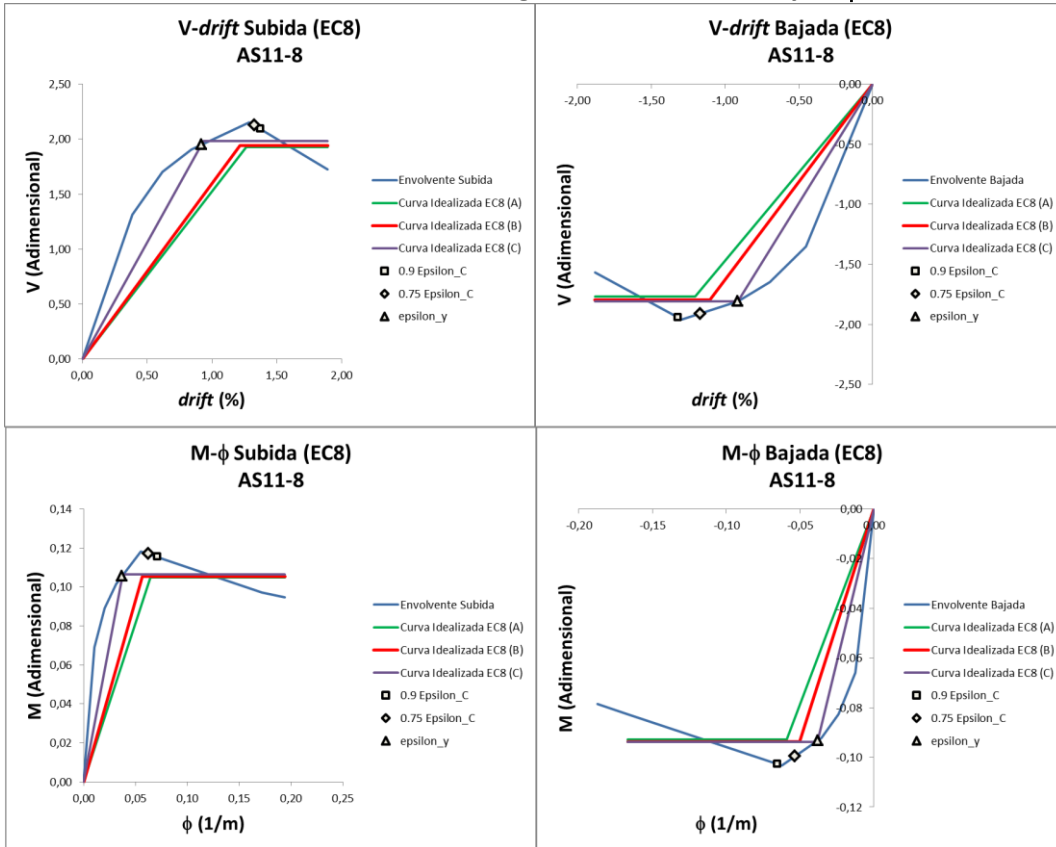 V-drift Subida (EC8)
AS11-8
V (Adimensional)
2,50
2,00
1,50
1,00
0,50
0,00
0,00 0,50 1,00 1,50 2,00
drift (%)
Envolvente Subida
Curva Idealizada EC8 (A)
Curva Idealizada EC8 (B)
Curva Idealizada EC8 (C)
0.9 Epsilon_C
0.75 Epsilon_C
epsilon_y
V-drift Bajada (EC8)
AS11-8
-2,00 -1,50 -1,00 -0,50 0,00
0,00
-0,50
-1,00
-1,50
-2,00
-2,50
V (Adimensional)
drift (%)
Envolvente Bajada
Curva Idealizada EC8 (A)
Curva Idealizada EC8 (B)
Curva Idealizada EC8 (C)
0.9 Epsilon_C
0.75 Epsilon_C
epsilon_y
M-ϕ Subida (EC8)
AS11-8
M (Adimensional)
0,14
0,12
0,10
0,08
0,06
0,04
0,02
0,00
0,00 0,05 0,10 0,15 0,20 0,25
ϕ (1/m)
Envolvente Subida
Curva Idealizada EC8 (A)
Curva Idealizada EC8 (B)
Curva Idealizada EC8 (C)
0.9 Epsilon_C
0.75 Epsilon_C
epsilon_y
M-ϕ Bajada (EC8)
AS11-8
-0,20 -0,15 -0,10 -0,05 0,00
0,00
-0,02
-0,04
-0,06
-0,08
-0,10
-0,12
M (Adimensional)
ϕ (1/m)
Envolvente Bajada
Curva Idealizada EC8 (A)
Curva Idealizada EC8 (B)
Curva Idealizada EC8 (C)
0.9 Epsilon_C
0.75 Epsilon_C
epsilon_y